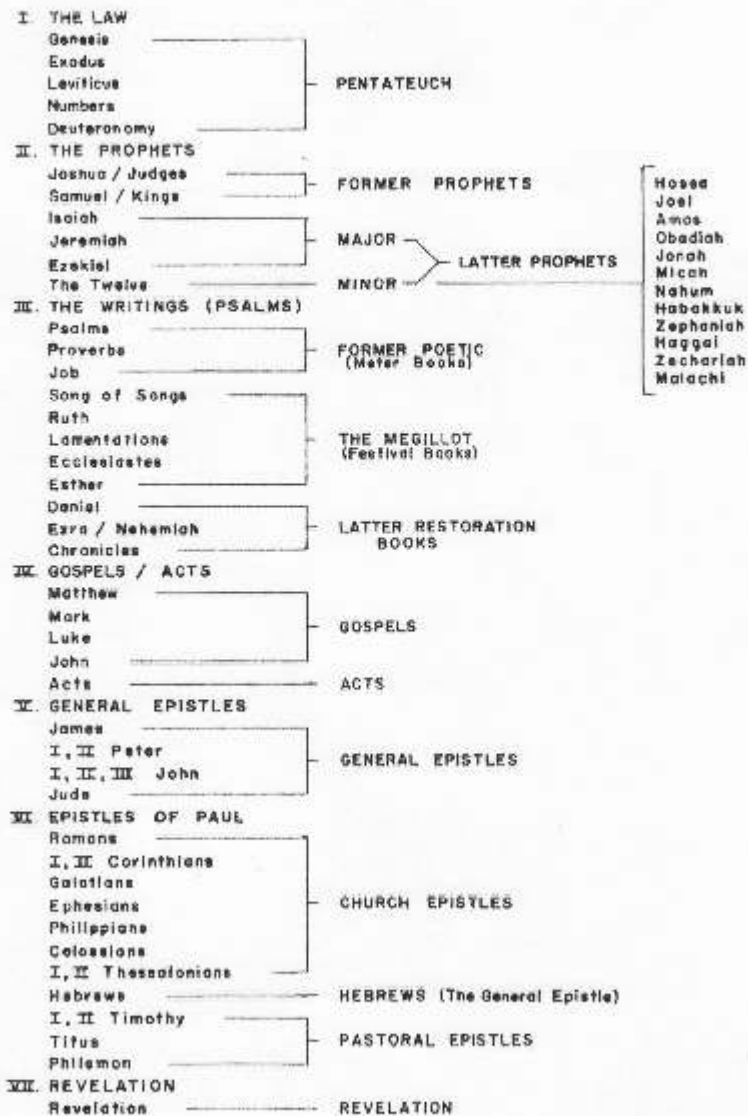 I. THE LAW
Genesis
Exodus
Leviticus
Numbers
Deuteronomy
PENTATEUCH
II. THE PROPHETS
Joshua / Judges
Samuel / Kings
FORMER PROPHETS
Isaiah
Jeremiah
Ezekiel
MAJOR
The Twelve
MINOR
LATTER PROPHETS
Hosea
Joel
Amos
Obadiah
Jonah
Micah
Nahum
Habakkuk
Zephaniah
Haggai
Zechariah
Malachi
III. THE WRITINGS (PSALMS)
Psalms
Proverbs
Job
FORMER POETIC
(Meter Books)
Song of Songs
Ruth
Lamentations
Ecclesiastes
Esther
THE MEGILLOT
(Festival Books)
Daniel
Ezra / Nehemiah
Chronicles
LATTER RESTORATION
BOOKS
IV. GOSPELS / ACTS
Matthew
Mark
Luke
John
GOSPELS
Acts
ACTS
V. GENERAL EPISTLES
James
I, II Peter
I, II, III John
Jude
GENERAL EPISTLES
VI. EPISTLES OF PAUL
Romans
I, II Corinthians
Galatians
Ephesians
Philippians
Colossians
I, II Thessalonians
CHURCH EPISTLES
Hebrews
HEBREWS (The General Epistle)
I, II Timothy
Titus
Philemon
PASTORAL EPISTLES
VII. REVELATION
Revelation
REVELATION